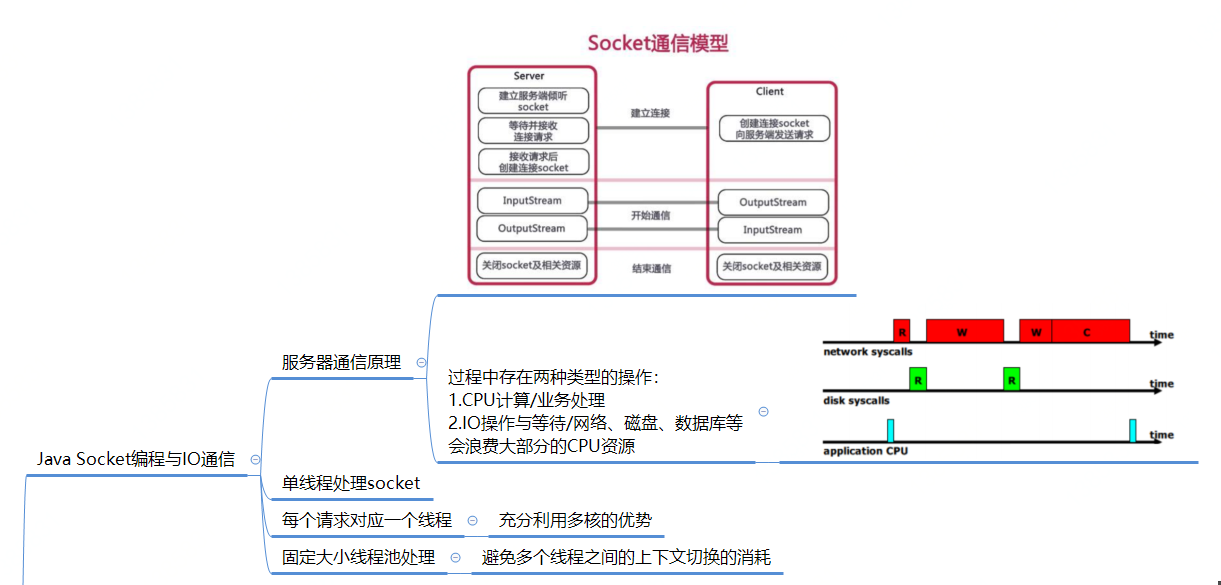 Socket通信模型
Server
建立服务端倾听
socket
等待并接收
连接请求
接收请求后
创建连接socket
InputStream
OutputStream
关闭socket及相关资源
建立连接
开始通信
结束通信
Client
创建连接socket
向服务端发送请求
OutputStream
InputStream
关闭socket及相关资源
服务器通信原理
过程中存在两种类型的操作：
1.CPU计算/业务处理
2.IO操作与等待/网络、磁盘、数据库等
会浪费大部分的CPU资源
R W W C time
network syscalls
R R time
disk syscalls
time
application CPU
Java Socket编程与IO通信
单线程处理socket
每个请求对应一个线程
充分利用多核的优势
固定大小线程池处理
避免多个线程之间的上下文切换的消耗